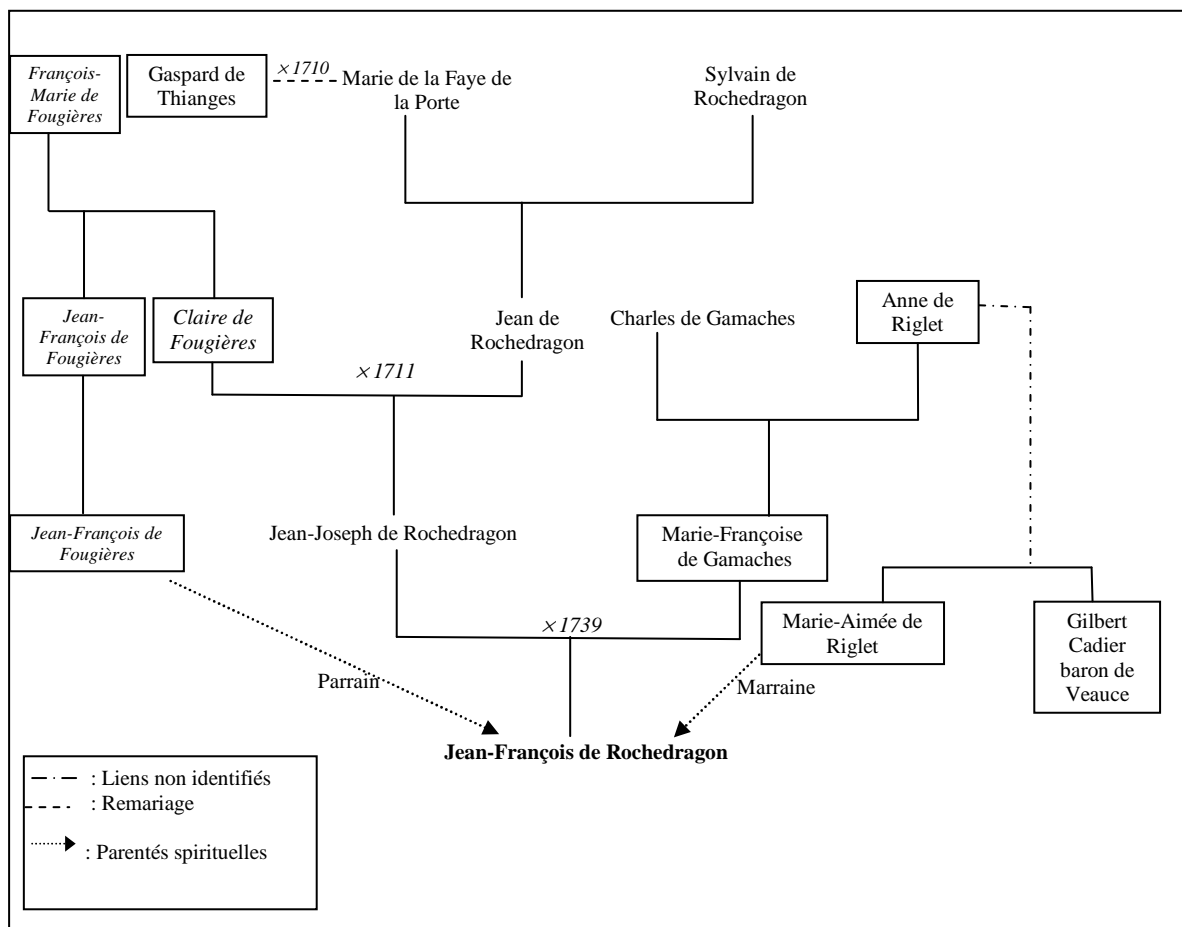 François-
Marie de
Fougières
Gaspard de
Thianges
×1710
Marie de la Faye de
la Porte
Sylvain de
Rochedragon
Jean-
François de
Fougières
Claire de
Fougières
Jean de
Rochedragon
Charles de Gamaches
Anne de
Riglet
×1711
Jean-François de
Fougières
Jean-Joseph de Rochedragon
Marie-Françoise
de Gamaches
×1739
Marie-Aimée de
Riglet
Gilbert
Cadier
baron de
Veauce
Parrain
Marraine
Jean-François de Rochedragon
: Liens non identifiés
: Remariage
: Parentés spirituelles